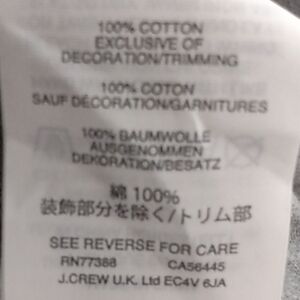 100% COTTON
EXCLUSIVE OF
DECORATION/TRIMMING
100% COTON
SAUF DÉCORATION/GARNITURES
100% BAUMWOLLE
AUSGENOMMEN
DEKORATION/BESATZ
綿 100%
装飾部分を除く/トリム部
SEE REVERSE FOR CARE
RN77388 CA56445
J.CREW U.K. Ltd EC4V 6JA